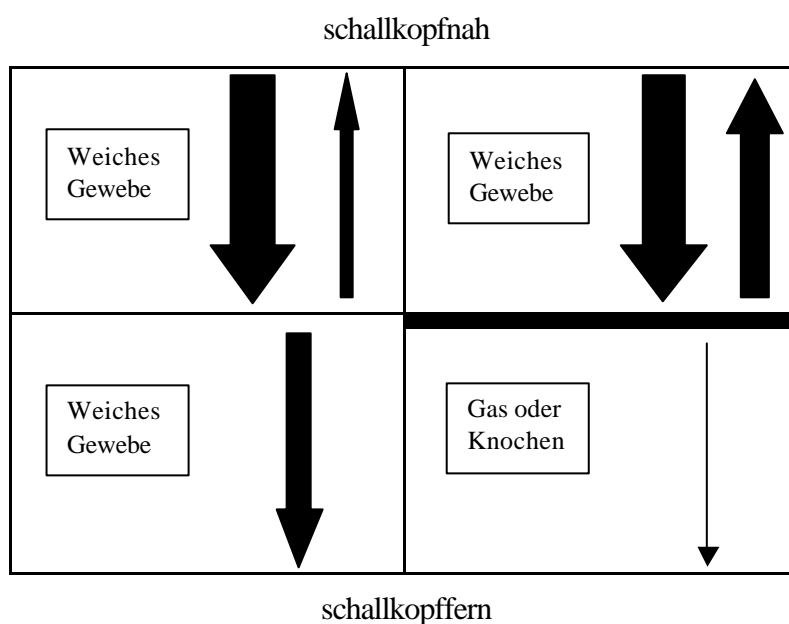 schallkopfnah
Weiches
Gewebe
Weiches
Gewebe
Weiches
Gewebe
Gas oder
Knochen
schallkopffern